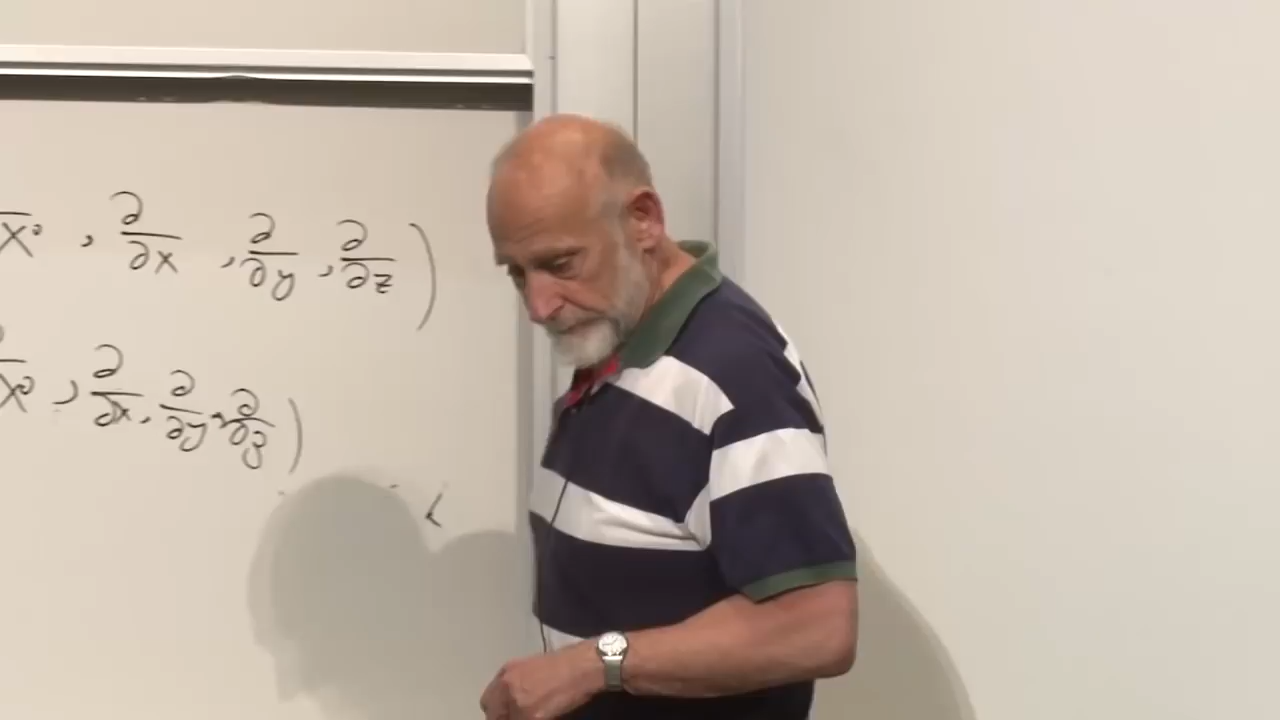 x⁰ , ∂/∂x , ∂/∂y , ∂/∂z )
x⁰ , ∂/∂x , ∂/∂y , ∂/∂z )